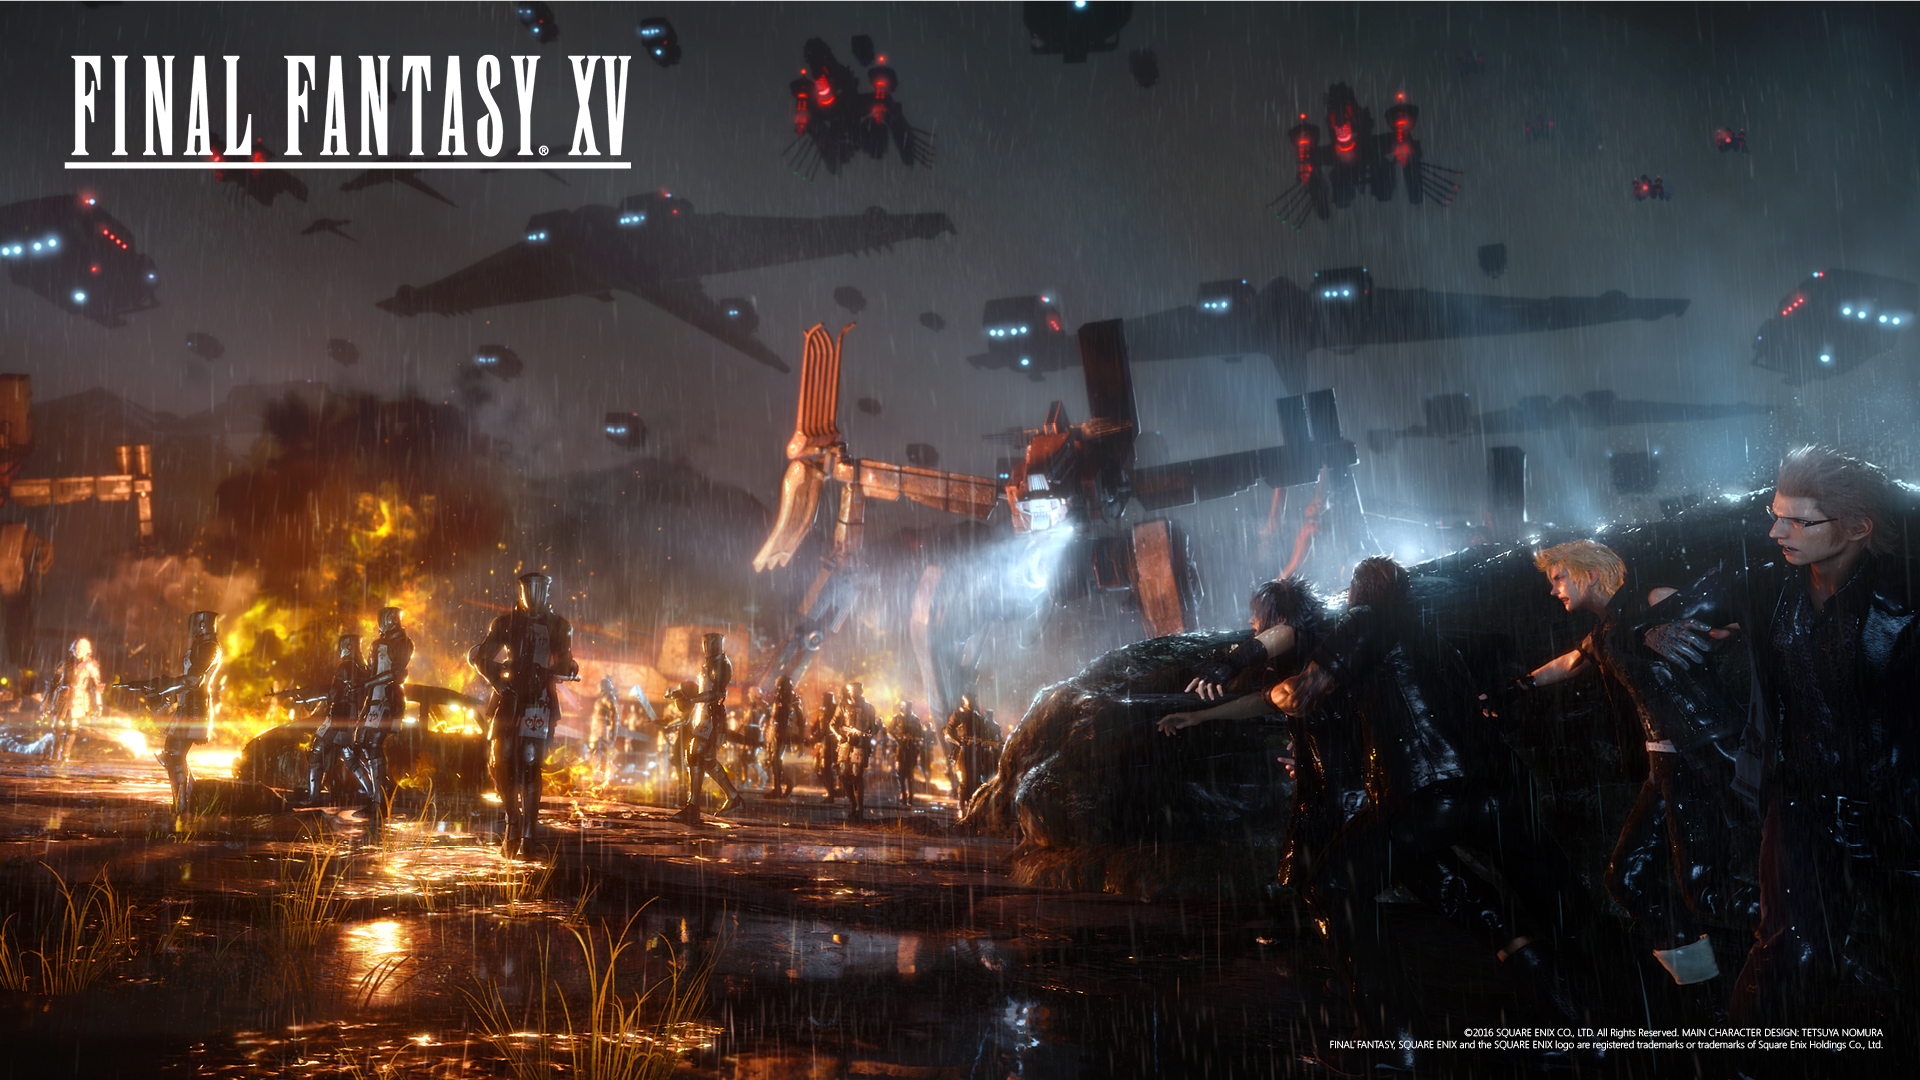 FINAL FANTASY® XV
©2016 SQUARE ENIX CO., LTD. All Rights Reserved. MAIN CHARACTER DESIGN: TETSUYA NOMURA
FINAL FANTASY, SQUARE ENIX and the SQUARE ENIX logo are registered trademarks or trademarks of Square Enix Holdings Co., Ltd.